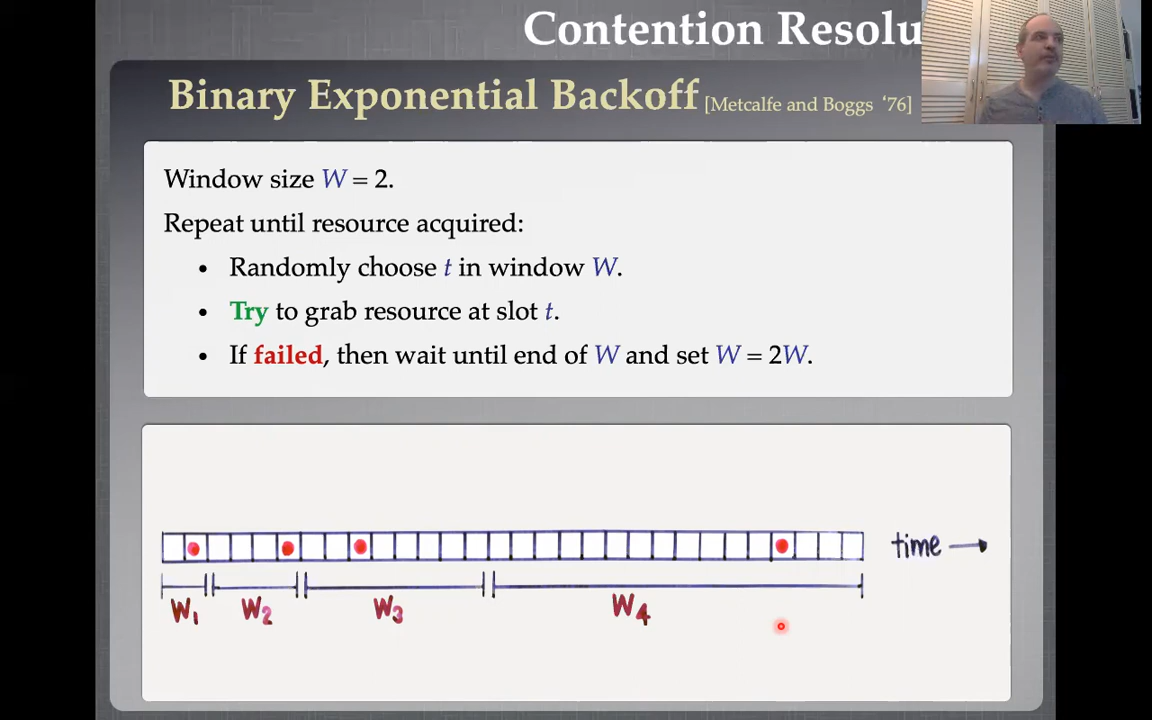 Contention Resolu
Binary Exponential Backoff [Metcalfe and Boggs ‘76]
Window size W = 2.
Repeat until resource acquired:
• Randomly choose t in window W.
• Try to grab resource at slot t.
• If failed, then wait until end of W and set W = 2W.
time
W₁ W₂ W₃ W₄